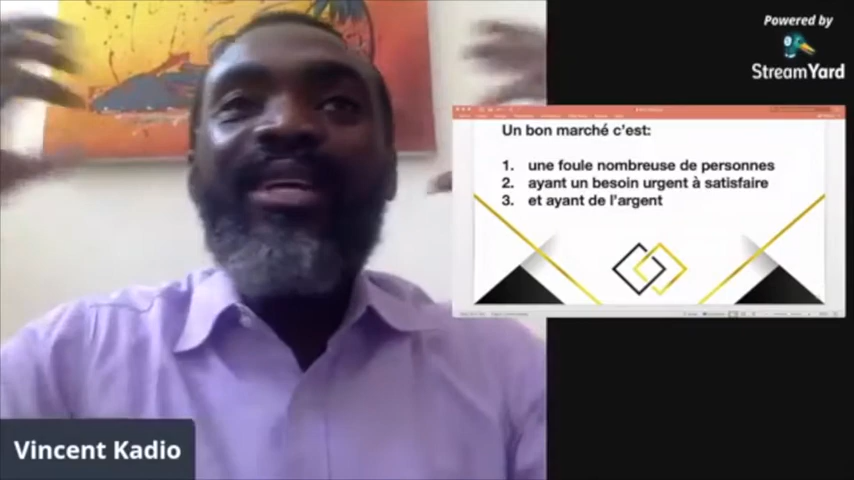 Powered by
StreamYard
Un bon marché c’est:
1. une foule nombreuse de personnes
2. ayant un besoin urgent à satisfaire
3. et ayant de l’argent
Vincent Kadio